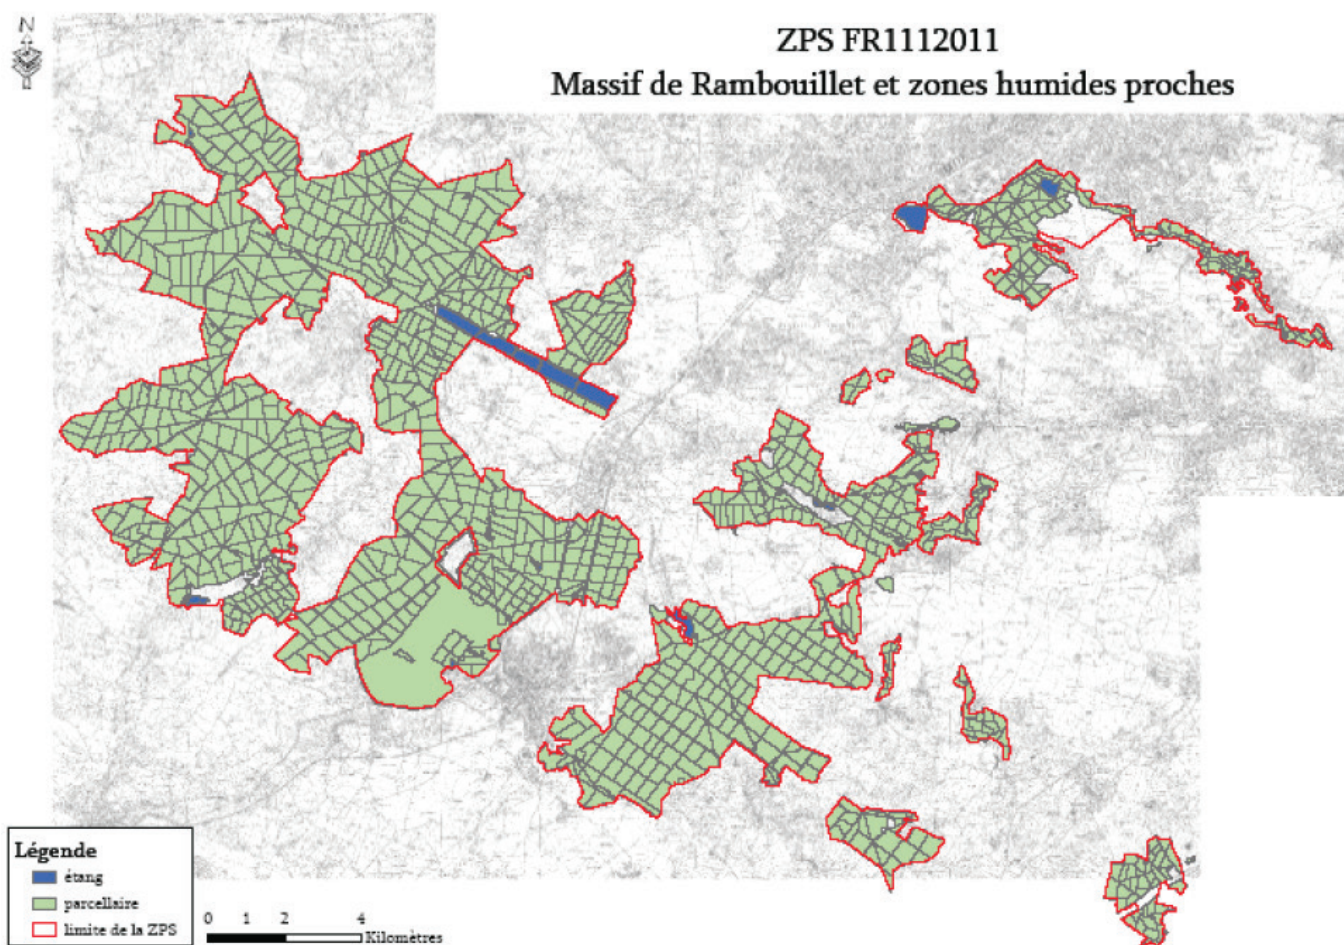 N
ZPS FR1112011
Massif de Rambouillet et zones humides proches
Légende
étang
parcellaire
limite de la ZPS
0 1 2 4
Kilomètres